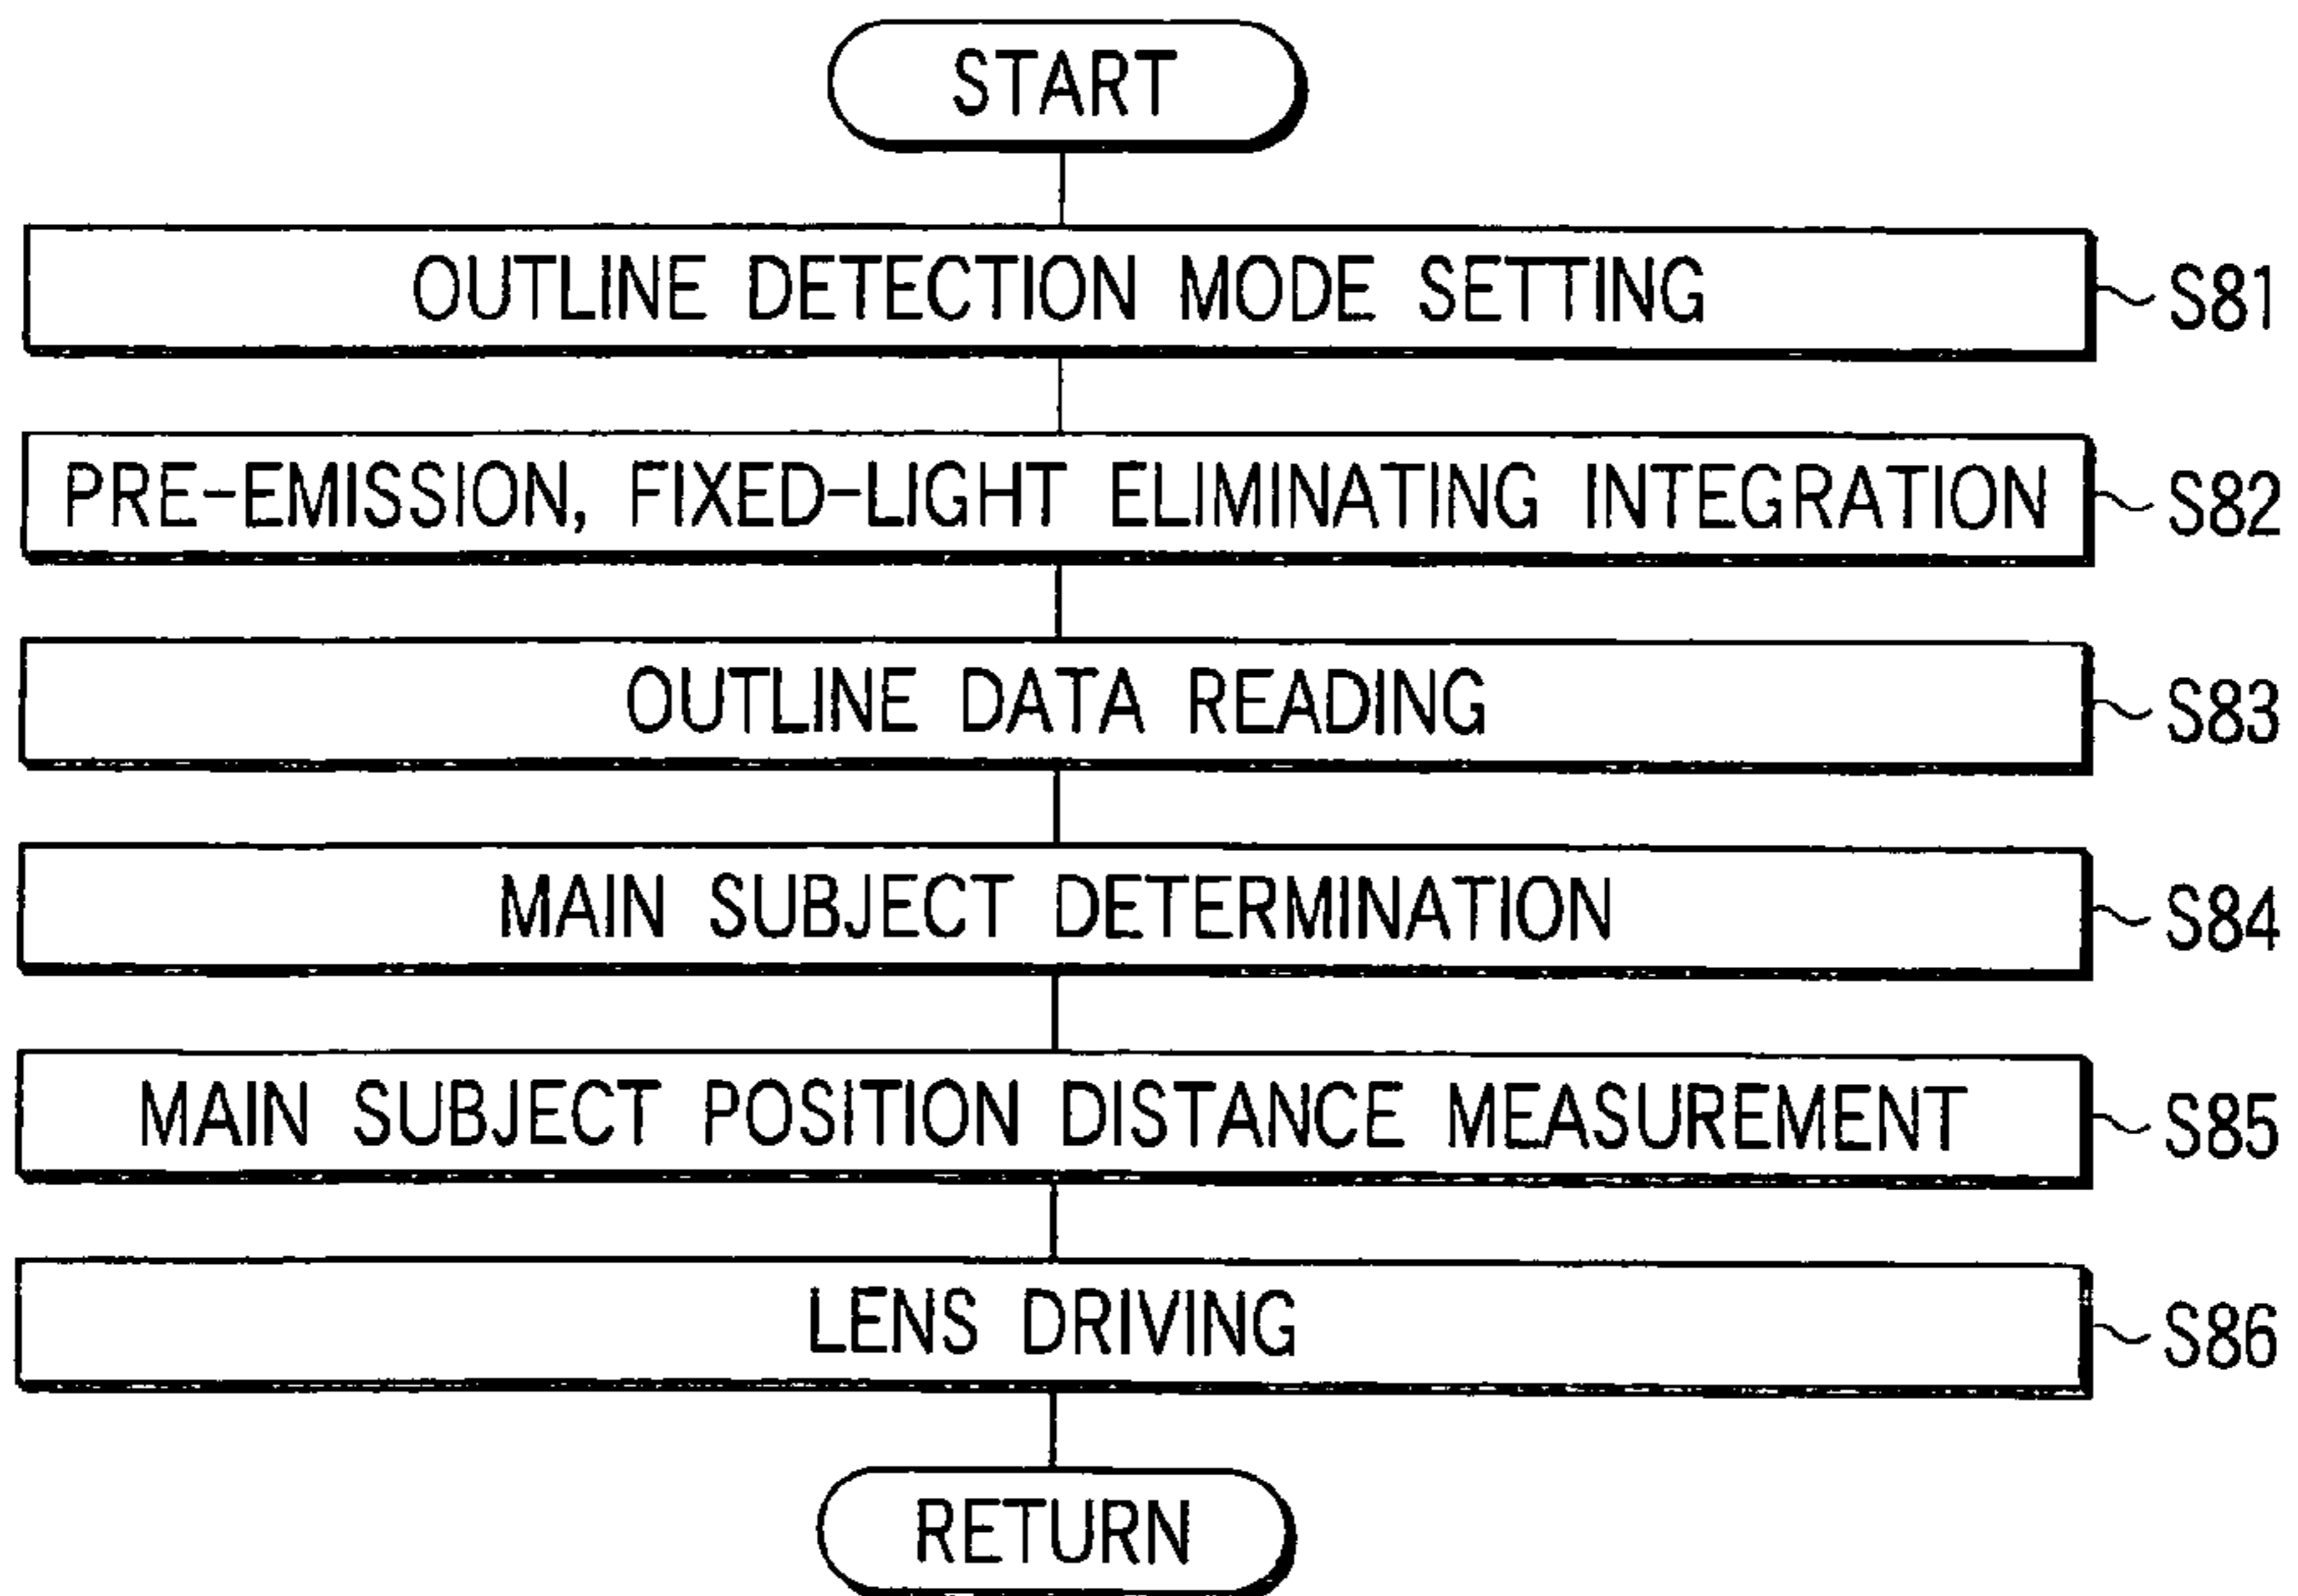 START
OUTLINE DETECTION MODE SETTING S81
PRE-EMISSION, FIXED-LIGHT ELIMINATING INTEGRATION S82
OUTLINE DATA READING S83
MAIN SUBJECT DETERMINATION S84
MAIN SUBJECT POSITION DISTANCE MEASUREMENT S85
LENS DRIVING S86
RETURN